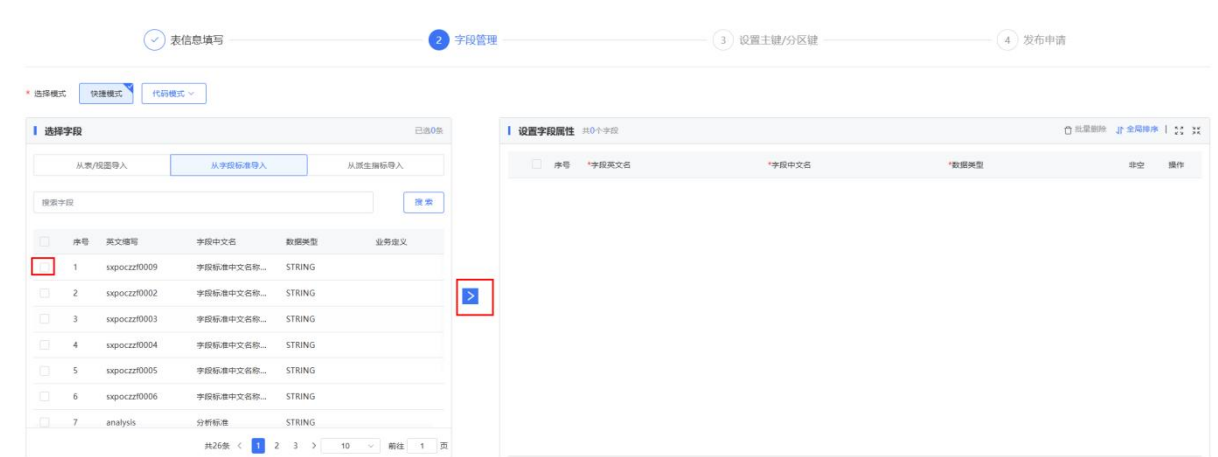 表信息填写 2 字段管理 3 设置主键/分区键 4 发布申请
* 选择模式 快捷模式 代码模式
选择字段 已选0条
从表/视图导入 从字段标准导入 从派生指标导入
搜索字段 搜索
序号 英文缩写 字段中文名 数据类型 业务定义
1 sxpoczzf0009 字段标准中文名称... STRING
2 sxpoczzf0002 字段标准中文名称... STRING
3 sxpoczzf0003 字段标准中文名称... STRING
4 sxpoczzf0004 字段标准中文名称... STRING
5 sxpoczzf0005 字段标准中文名称... STRING
6 sxpoczzf0006 字段标准中文名称... STRING
7 analysis 分析标准 STRING
共26条 < 1 2 3 > 10 前往 1 页
>
设置字段属性 共0个字段 批量删除 全局排序
序号 *字段英文名 *字段中文名 *数据类型 非空 操作